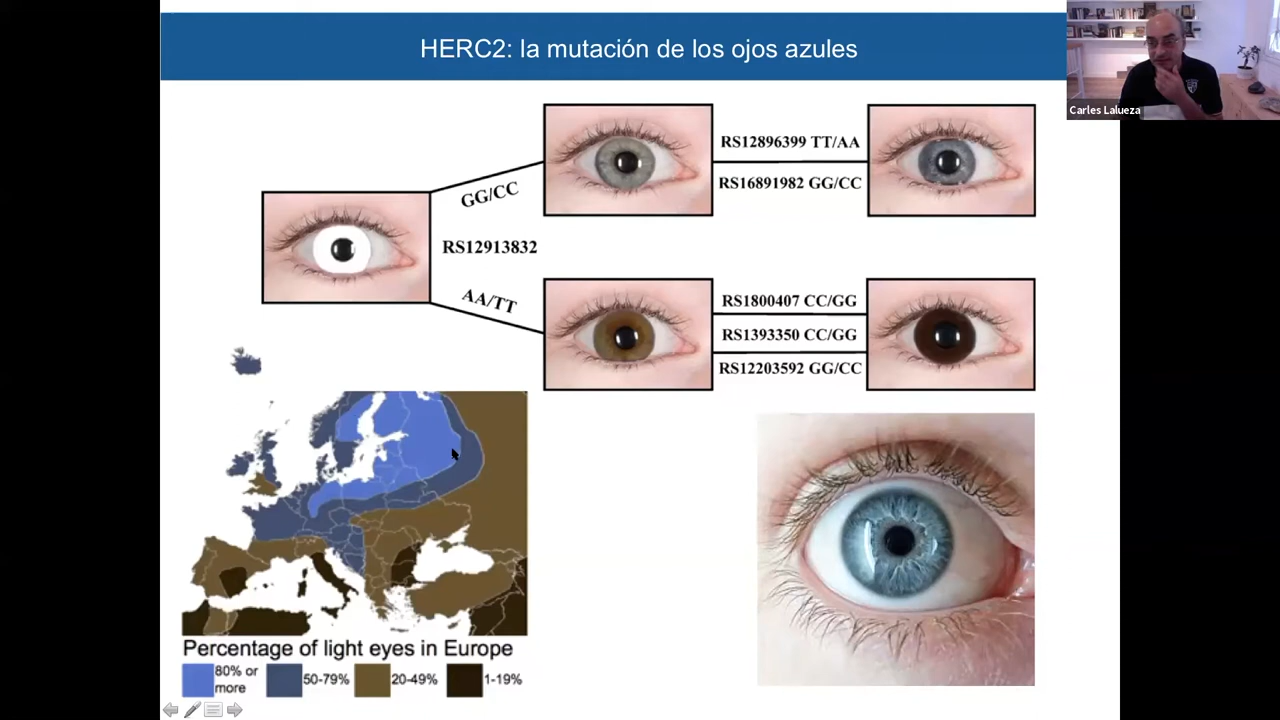 HERC2: la mutación de los ojos azules
Carles Lalueza
GG/CC
RS12913832
AA/TT
RS12896399 TT/AA
RS16891982 GG/CC
RS1800407 CC/GG
RS1393350 CC/GG
RS12203592 GG/CC
Percentage of light eyes in Europe
80% or
more
50-79%
20-49%
1-19%